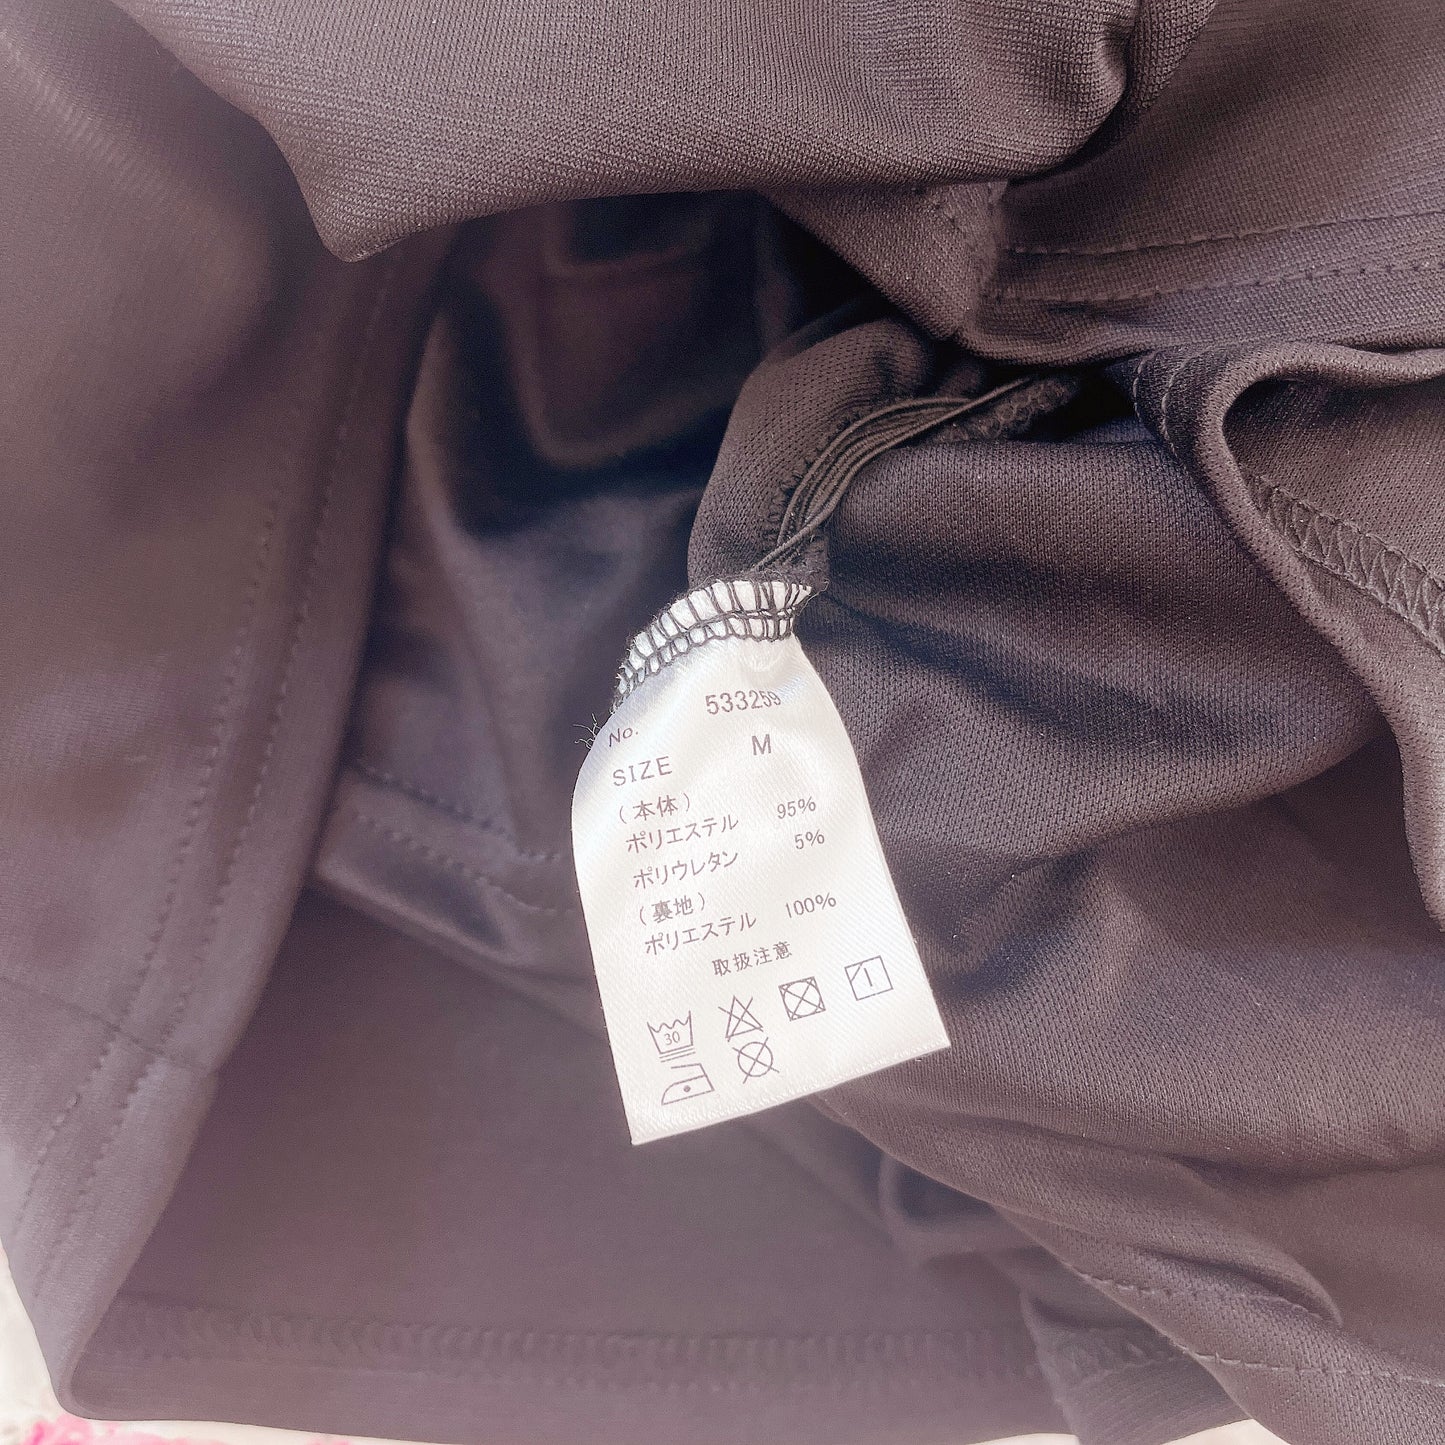 No. 533259
SIZE M
(本体)
ポリエステル 95%
ポリウレタン 5%
(裏地)
ポリエステル 100%
取扱注意
30